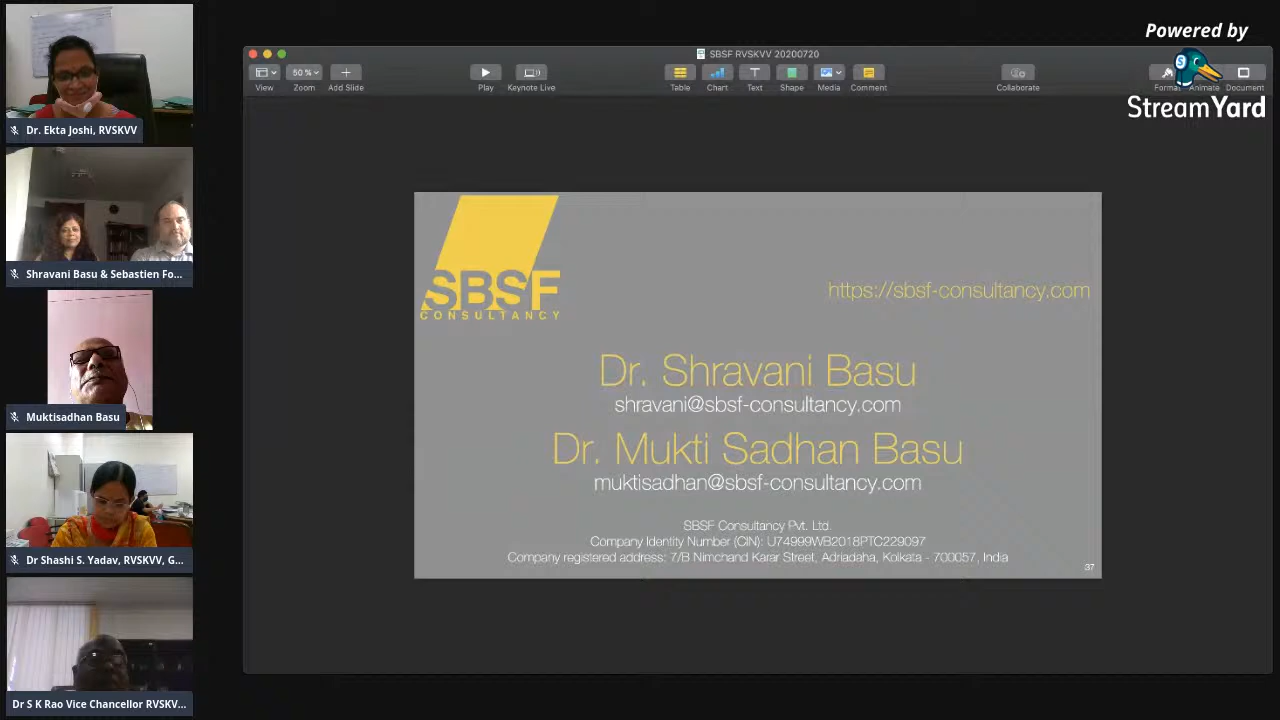 Powered by
StreamYard
Dr. Ekta Joshi, RVSKVV
Shravani Basu & Sebastien Fo...
Muktisadhan Basu
Dr Shashi S. Yadav, RVSKVV, G...
Dr S K Rao Vice Chancellor RVSKV...
SBSF RVSKVV 20200720
50 %
View
Zoom
Add Slide
Play
Keynote Live
Table
Chart
Text
Shape
Media
Comment
Collaborate
Format
Animate
Document
SBSF
CONSULTANCY
https://sbsf-consultancy.com
Dr. Shravani Basu
shravani@sbsf-consultancy.com
Dr. Mukti Sadhan Basu
muktisadhan@sbsf-consultancy.com
SBSF Consultancy Pvt. Ltd.
Company Identity Number (CIN): U74999WB2018PTC229097
Company registered address: 7/B Nimchand Karar Street, Adriadaha, Kolkata - 700057, India
37